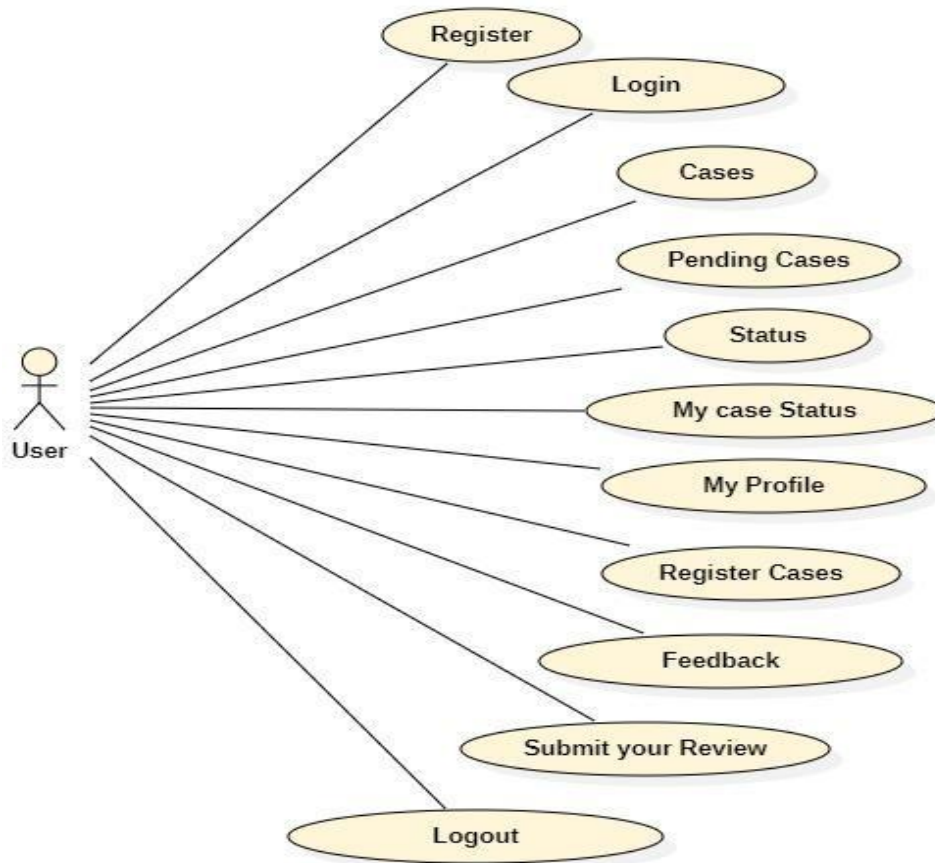 Register
Login
Cases
Pending Cases
Status
My case Status
User
My Profile
Register Cases
Feedback
Submit your Review
Logout